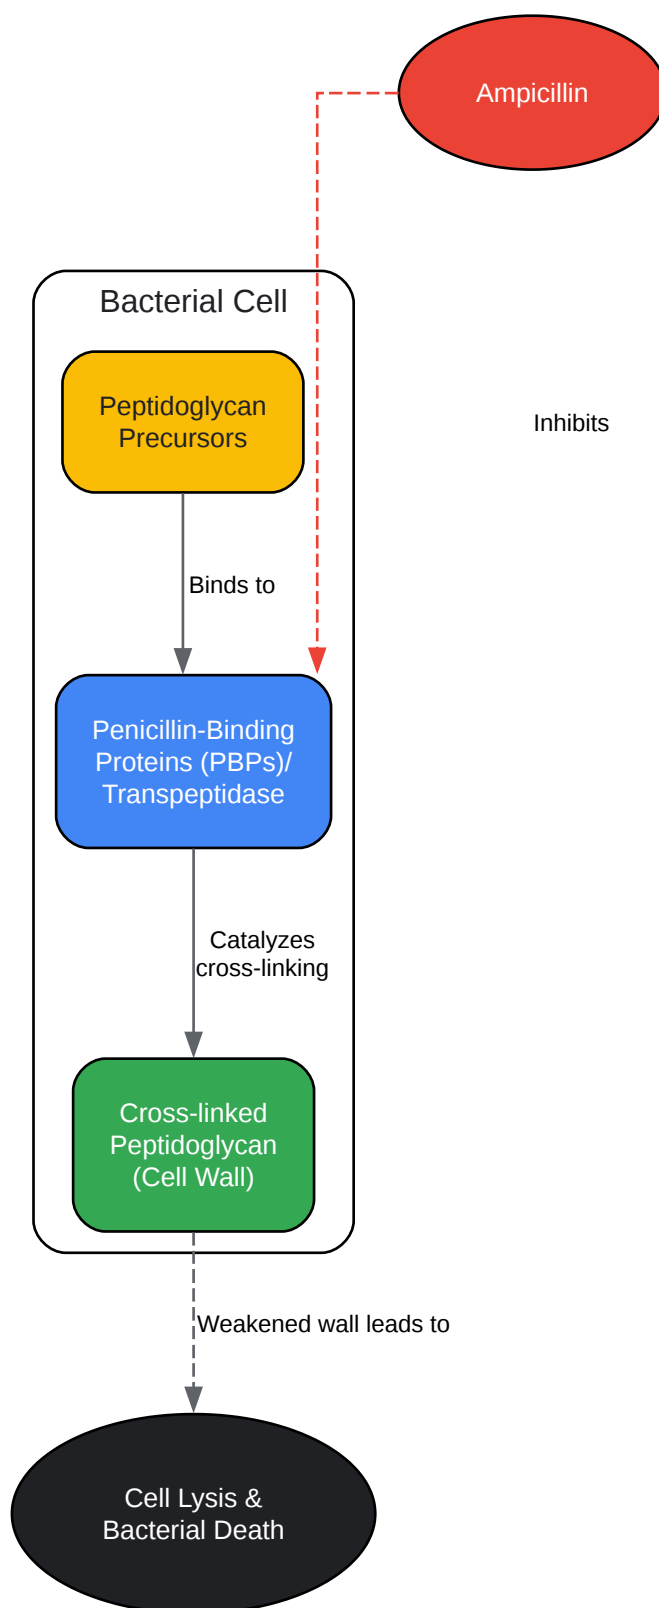 Ampicillin
Bacterial Cell
Peptidoglycan
Precursors
Inhibits
Binds to
Penicillin-Binding
Proteins (PBPs)/
Transpeptidase
Catalyzes
cross-linking
Cross-linked
Peptidoglycan
(Cell Wall)
Weakened wall leads to
Cell Lysis &
Bacterial Death